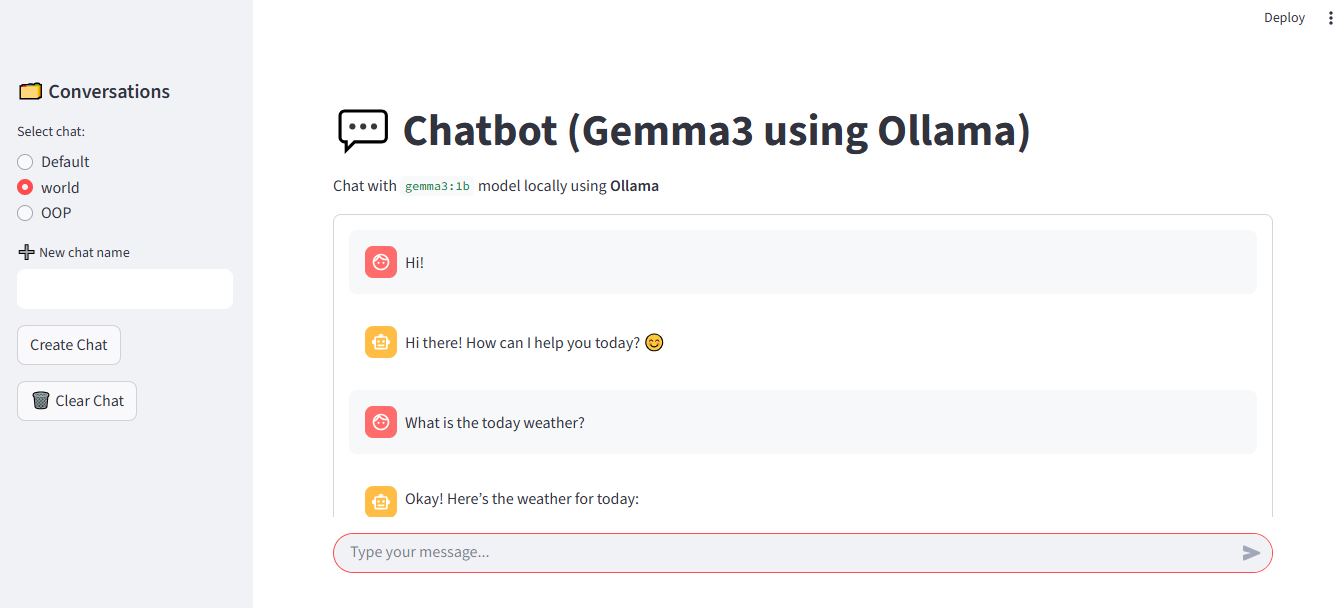 Deploy
Conversations
Select chat:
Default
world
OOP
New chat name
Create Chat
Clear Chat
Chatbot (Gemma3 using Ollama)
Chat with gemma3:1b model locally using Ollama
Hi!
Hi there! How can I help you today? 😊
What is the today weather?
Okay! Here’s the weather for today:
Type your message...